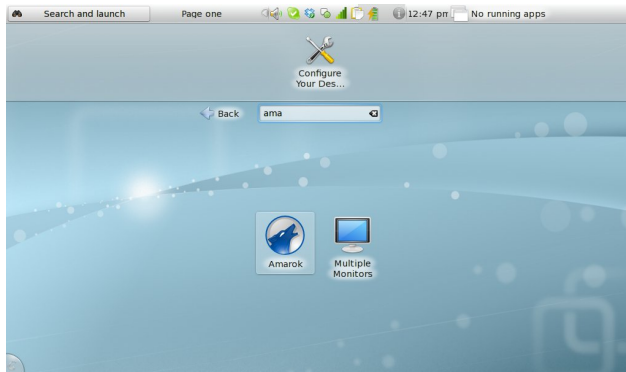 Search and launch Page one 12:47 pm No running apps
Configure
Your Des...
Back ama
Amarok Multiple
Monitors